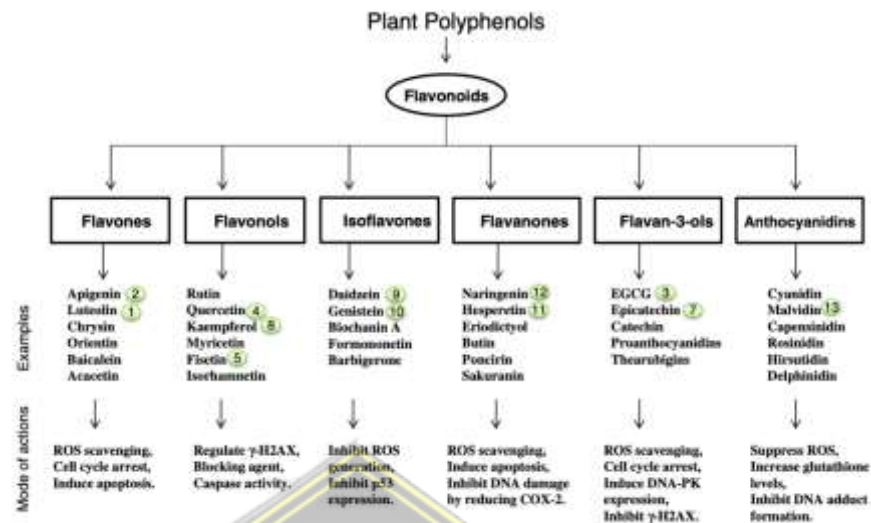 Plant Polyphenols
Flavonoids
Flavones
Flavonols
Isoflavones
Flavanones
Flavan-3-ols
Anthocyanidins
Examples
Apigenin 2
Luteolin 1
Chrysin
Orientin
Baicalein
Acacetin
Rutin
Quercetin 4
Kaempferol 6
Myricetin
Fisetin 5
Isorhamnetin
Daidzein 9
Genistein 10
Biochanin A
Formononetin
Barbigerone
Naringenin 12
Hesperetin 11
Eriodictyol
Butin
Poncirin
Sakuranin
EGCG 3
Epicatechin 7
Catechin
Proanthocyanidins
Thearubigins
Cyanidin
Malvidin 13
Capensinidin
Rosinidin
Hirsutidin
Delphinidin
Mode of actions
ROS scavenging,
Cell cycle arrest,
Induce apoptosis.
Regulate γ-H2AX,
Blocking agent,
Caspase activity.
Inhibit ROS
generation,
Inhibit p53
expression.
ROS scavenging,
Induce apoptosis,
Inhibit DNA damage
by reducing COX-2.
ROS scavenging,
Cell cycle arrest,
Induce DNA-PK
expression,
Inhibit γ-H2AX.
Suppress ROS,
Increase glutathione
levels,
Inhibit DNA adduct
formation.